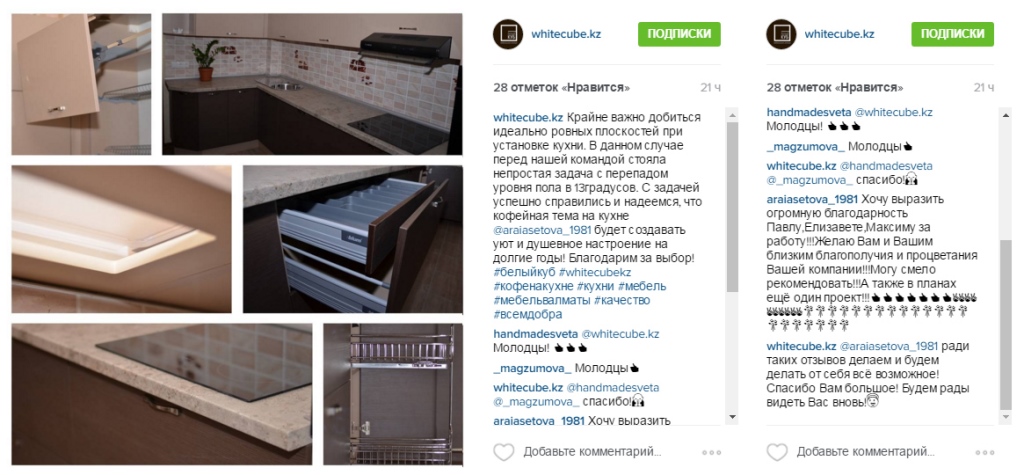 whitecube.kz
ПОДПИСКИ
28 отметок «Нравится»
21 ч
whitecube.kz Крайне важно добиться
идеально ровных плоскостей при
установке кухни. В данном случае
перед нашей командой стояла
непростая задача с перепадом
уровня пола в 13градусов. С задачей
успешно справились и надеемся, что
кофейная тема на кухне
@araiasetova_1981 будет создавать
уют и душевное настроение на
долгие годы! Благодарим за выбор!
#белыйкуб #whitecubekz
#кофенакухне #кухни #мебель
#мебельвалматы #качество
#всемдобра
handmadesveta @whitecube.kz
Молодцы!
_magzumova_ Молодцы
whitecube.kz @handmadesveta
@_magzumova_ спасибо!
araiasetova_1981 Хочу выразить
Добавьте комментарий...
whitecube.kz
ПОДПИСКИ
28 отметок «Нравится»
21 ч
handmadesveta @whitecube.kz
Молодцы!
_magzumova_ Молодцы
whitecube.kz @handmadesveta
@_magzumova_ спасибо!
araiasetova_1981 Хочу выразить
огромную благодарность
Павлу,Елизавете,Максиму за
работу!!!Желаю Вам и Вашим
близким благополучия и процветания
Вашей компании!!!Могу смело
рекомендовать!!!А также в планах
ещё один проект!!!
whitecube.kz @araiasetova_1981 ради
таких отзывов делаем и будем
делать от себя всё возможное!
Спасибо Вам большое! Будем рады
видеть Вас вновь!
Добавьте комментарий...